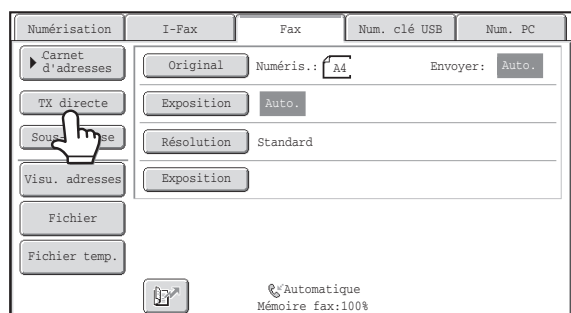 Numérisation
I-Fax
Fax
Num. clé USB
Num. PC
Carnet
d'adresses
Original
Numéris.:
A4
Envoyer:
Auto.
TX directe
Exposition
Auto.
Résolution
Standard
Visu. adresses
Exposition
Fichier
Fichier temp.
Automatique
Mémoire fax:100%